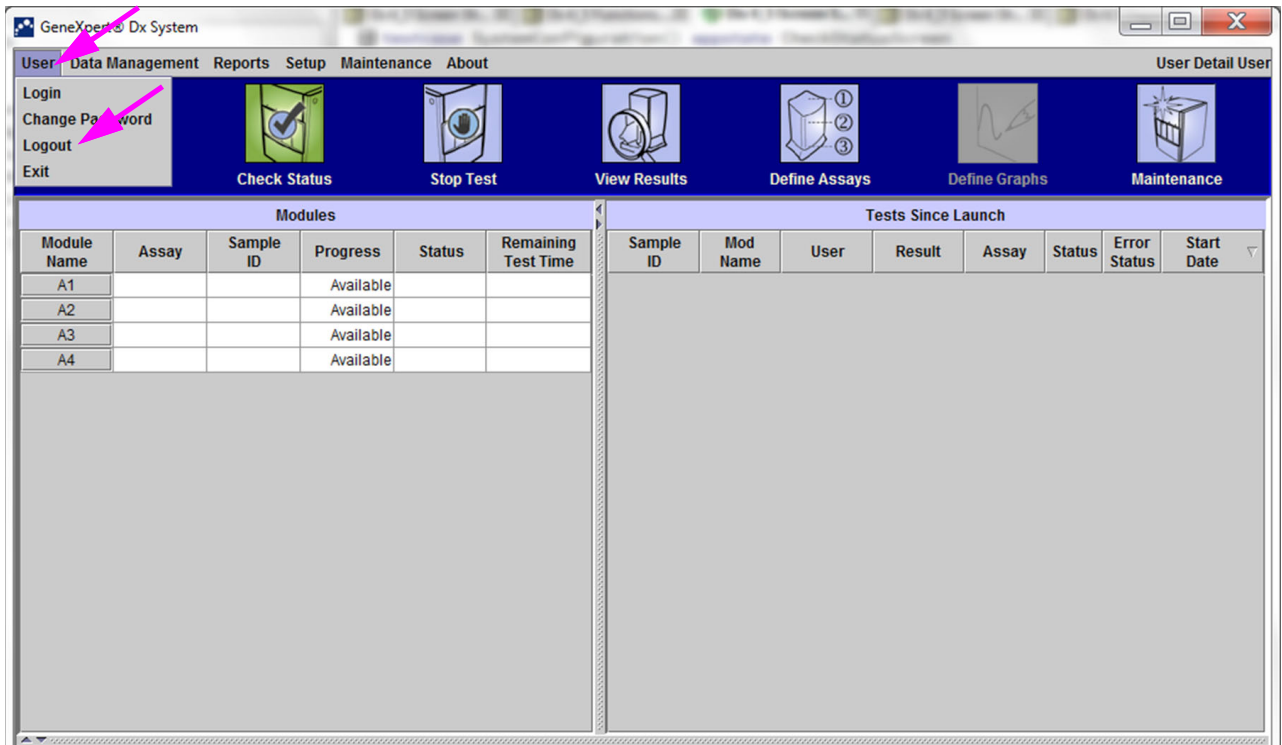 GeneXpert® Dx System
User Data Management Reports Setup Maintenance About User Detail User
Login
Change Password
Logout
Exit
Check Status Stop Test View Results Define Assays Define Graphs Maintenance
① ② ③
Modules
Module Name Assay Sample ID Progress Status Remaining Test Time
A1 Available
A2 Available
A3 Available
A4 Available
Tests Since Launch
Sample ID Mod Name User Result Assay Status Error Status Start Date